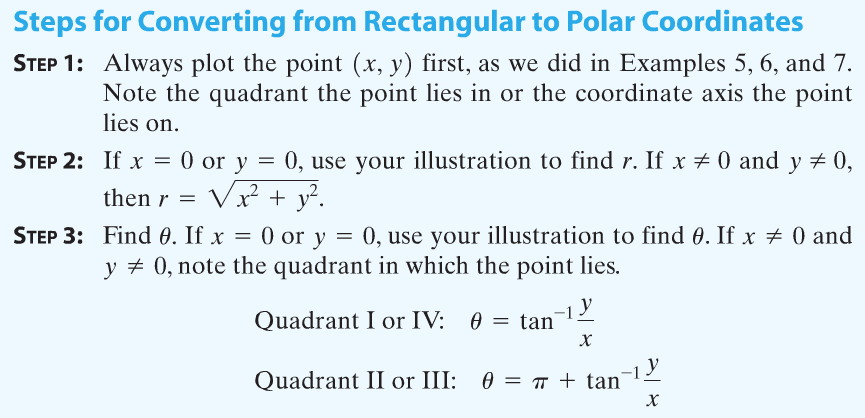 Steps for Converting from Rectangular to Polar Coordinates
STEP 1: Always plot the point (x, y) first, as we did in Examples 5, 6, and 7.
Note the quadrant the point lies in or the coordinate axis the point
lies on.
STEP 2: If x = 0 or y = 0, use your illustration to find r. If x ≠ 0 and y ≠ 0,
then r = √(x² + y²).
STEP 3: Find θ. If x = 0 or y = 0, use your illustration to find θ. If x ≠ 0 and
y ≠ 0, note the quadrant in which the point lies.
Quadrant I or IV: θ = tan⁻¹ y/x
Quadrant II or III: θ = π + tan⁻¹ y/x